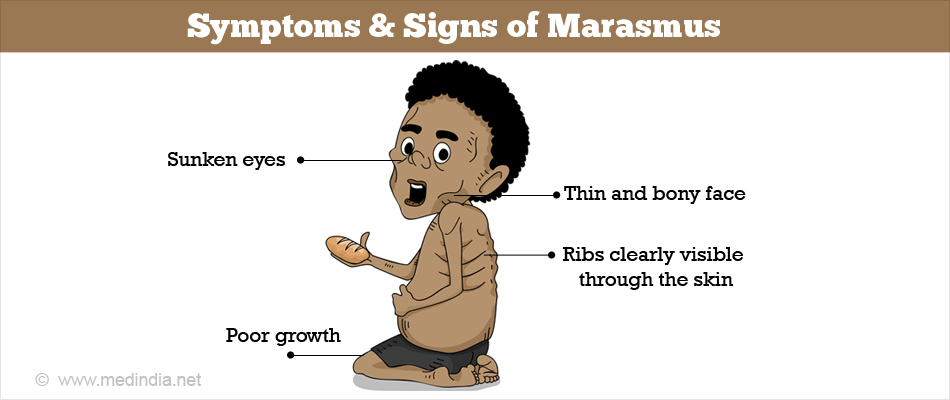 Symptoms & Signs of Marasmus
Sunken eyes
Thin and bony face
Ribs clearly visible
through the skin
Poor growth
© www.medindia.net